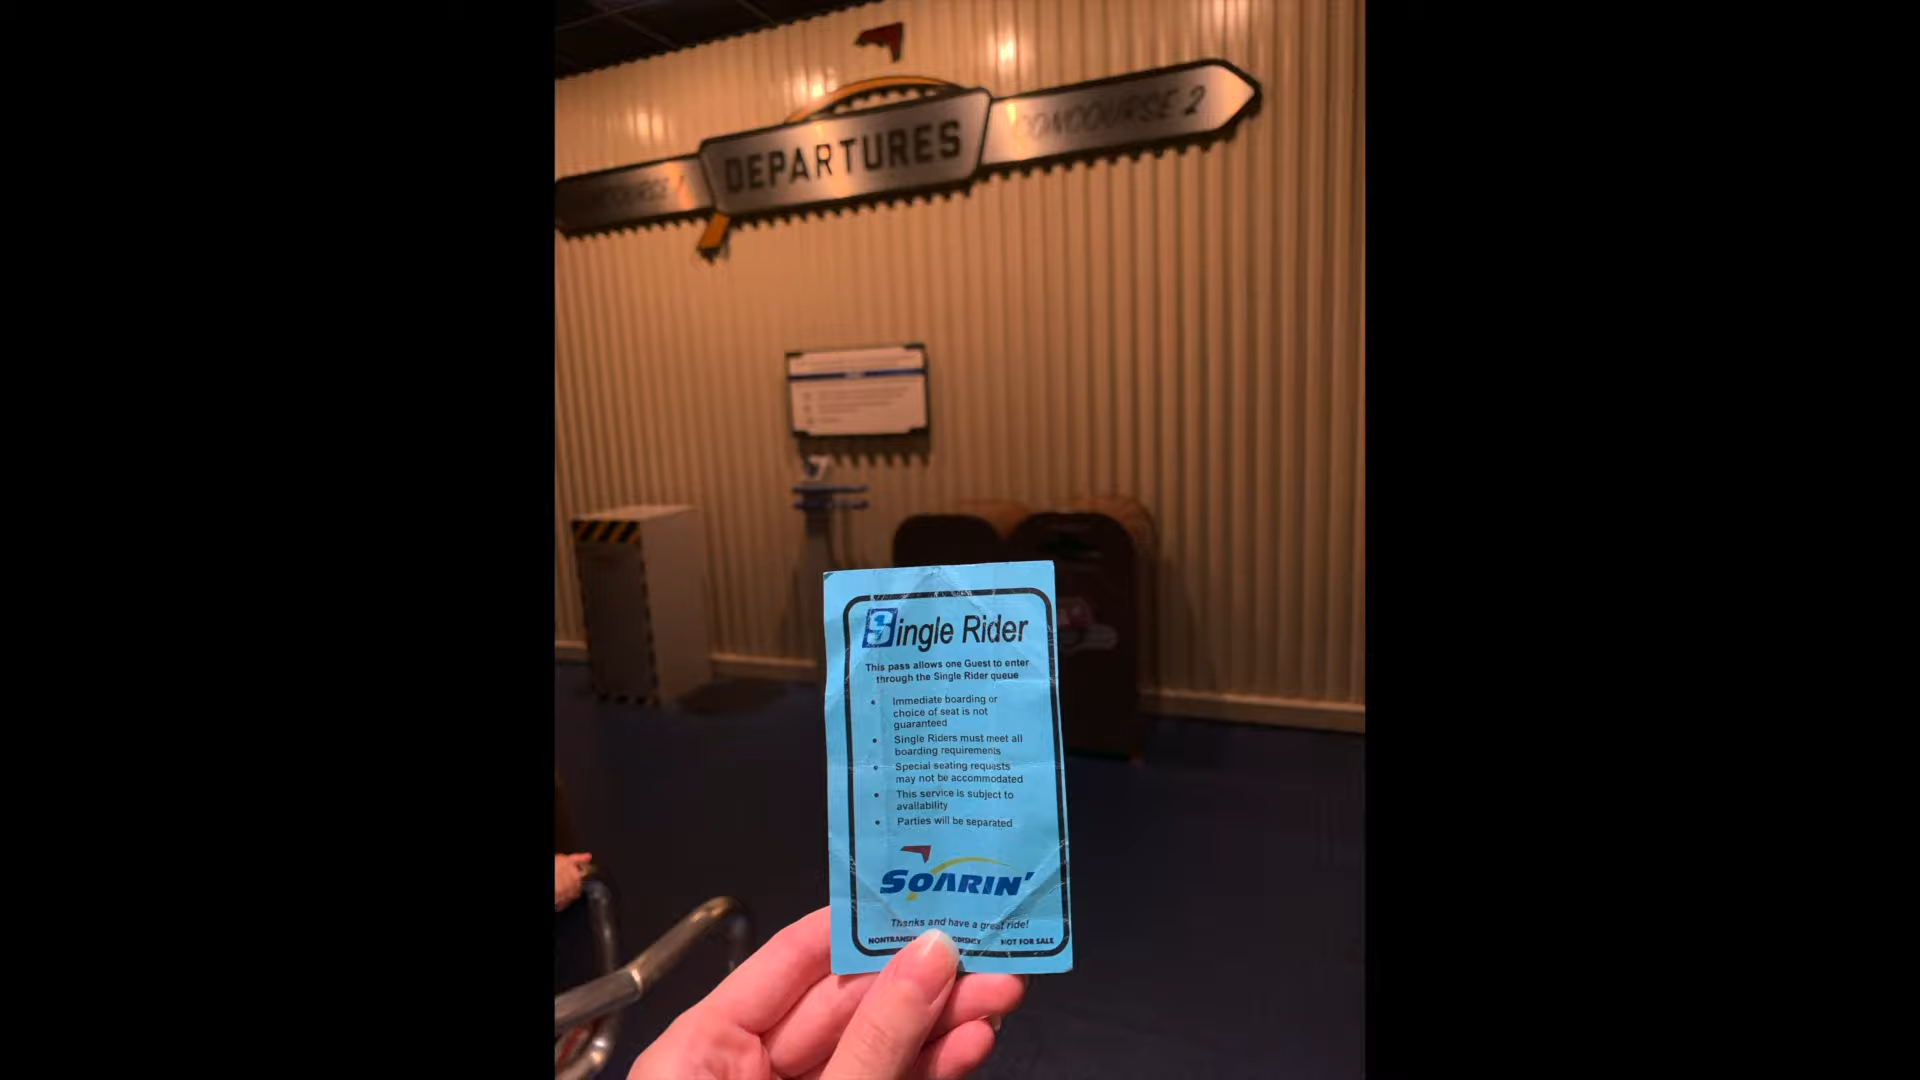 DEPARTURES
CONCOURSE 2
Single Rider
This pass allows one Guest to enter
through the Single Rider queue
• Immediate boarding or
choice of seat is not
guaranteed
• Single Riders must meet all
boarding requirements
• Special seating requests
may not be accommodated
• This service is subject to
availability
• Parties will be separated
SOARIN'
Thanks and have a great ride!
NOT FOR SALE